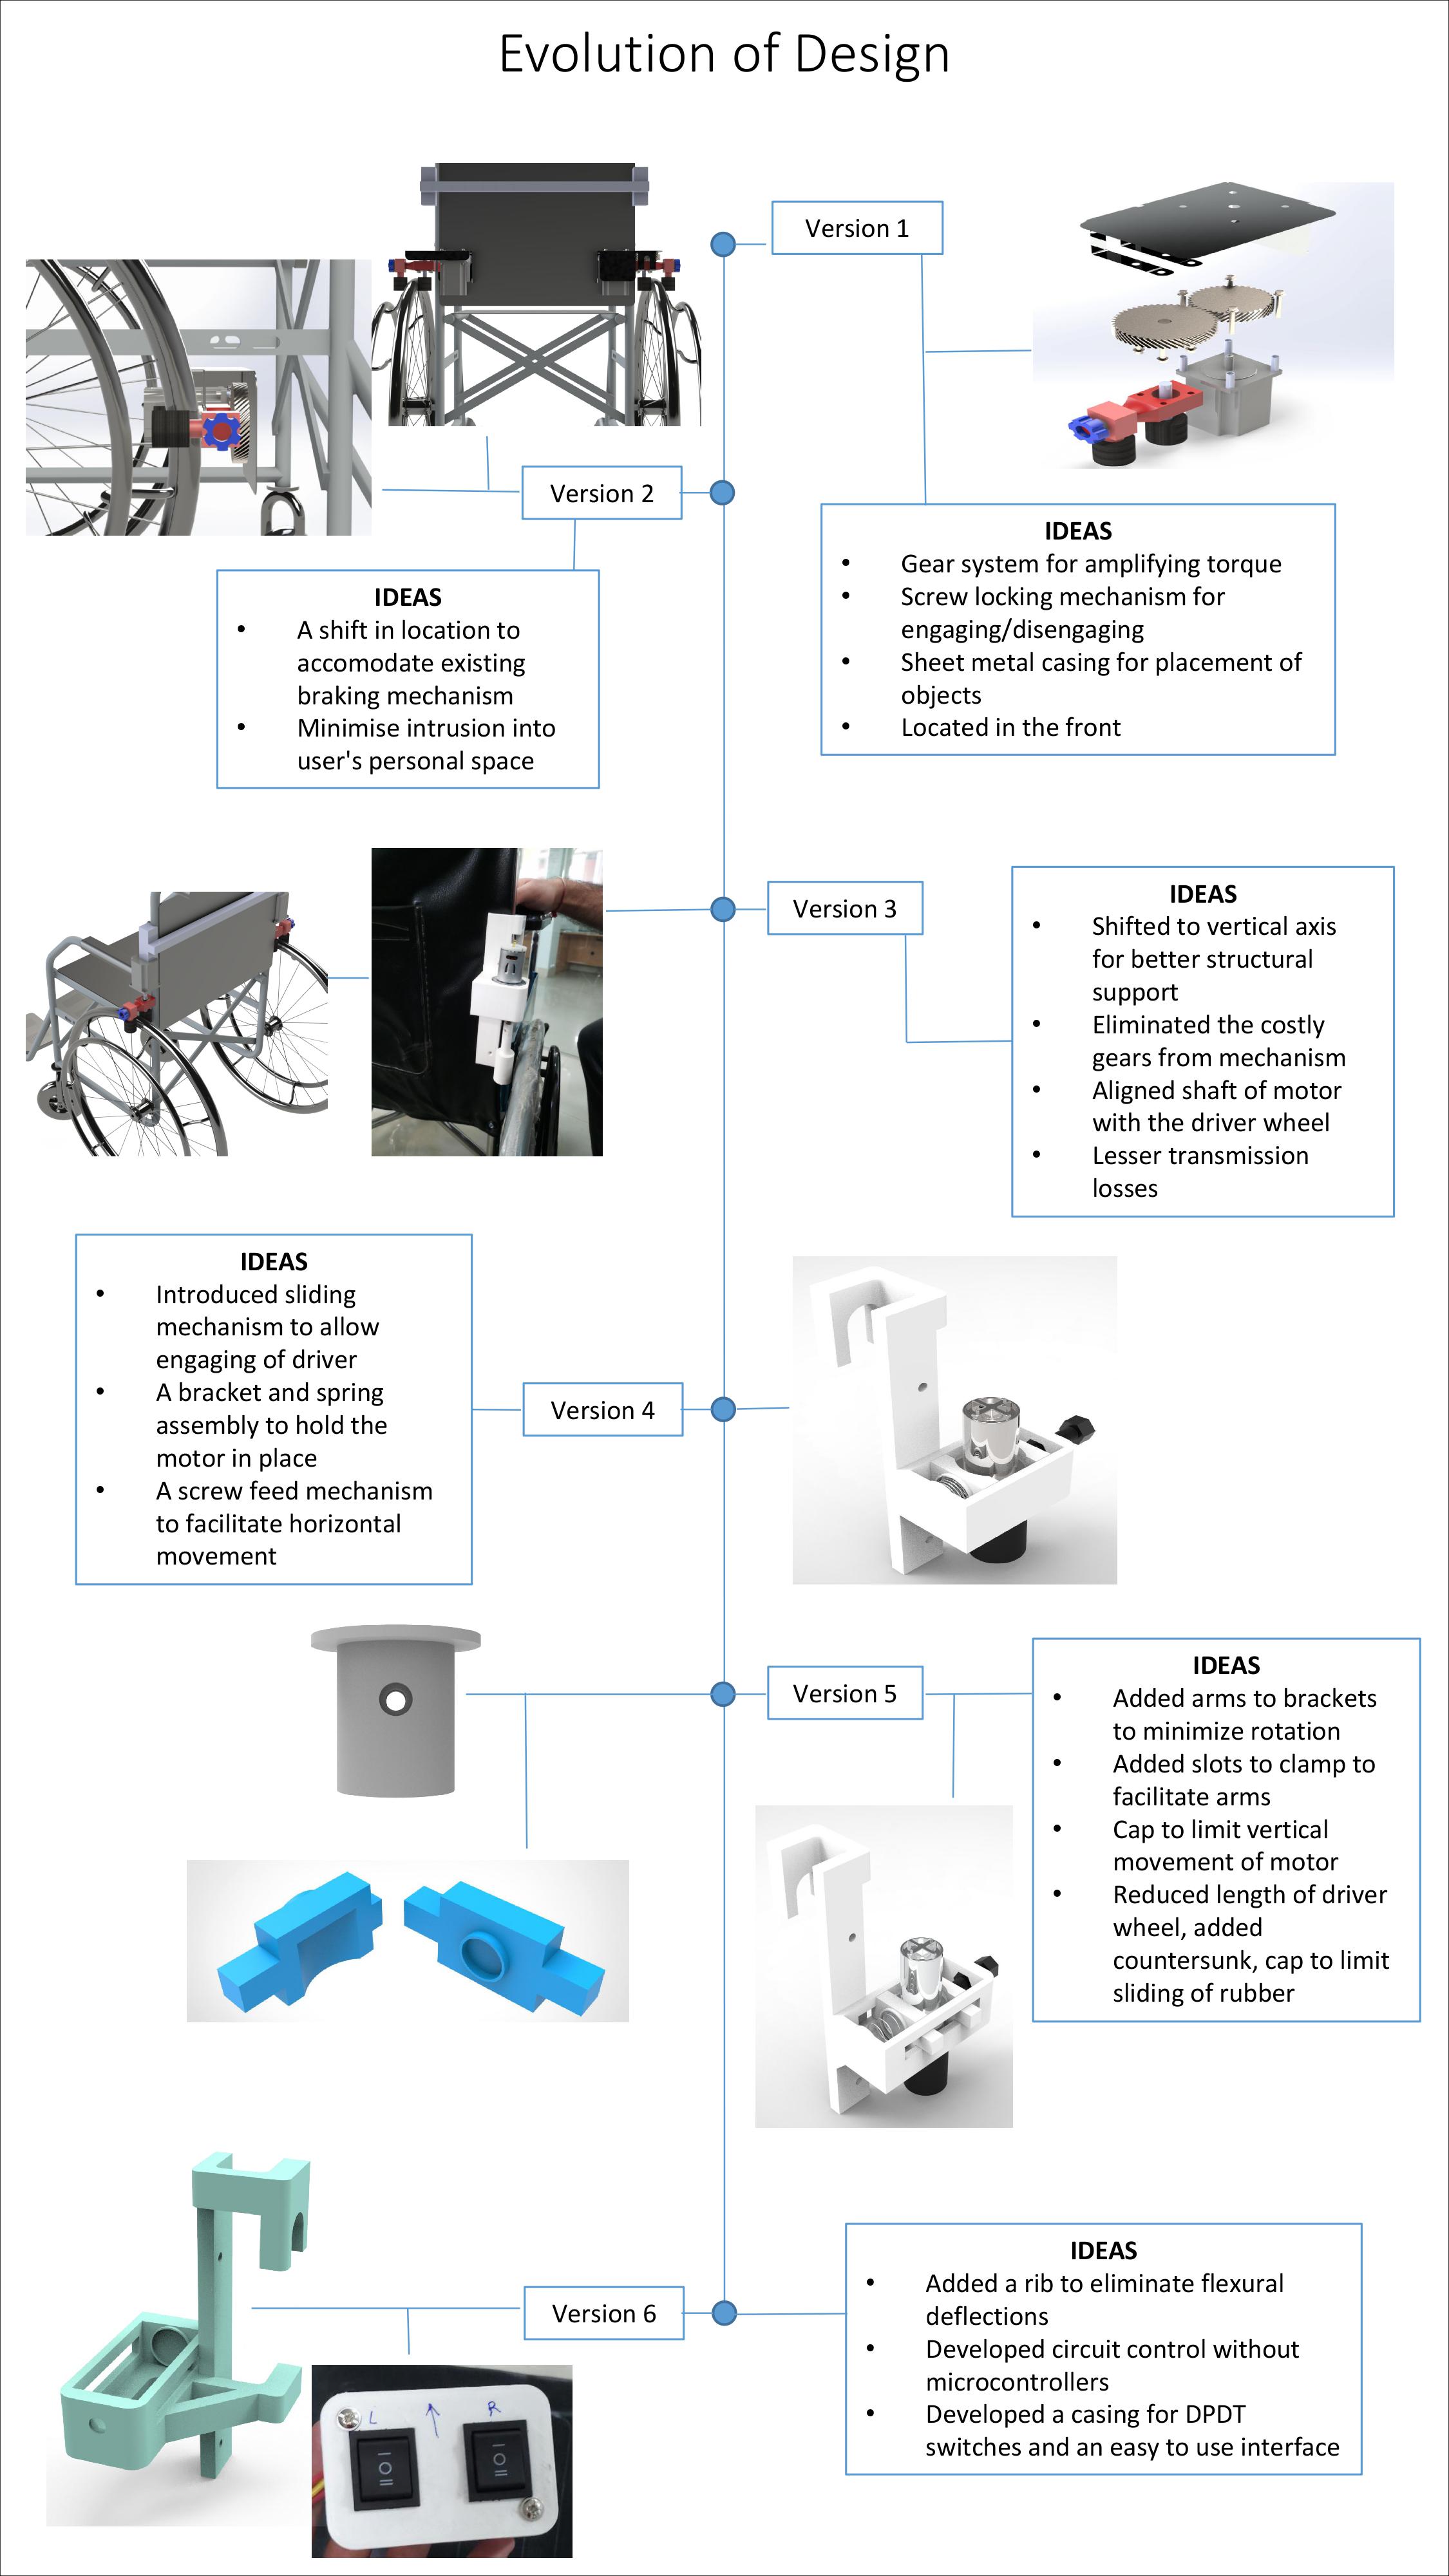 Evolution of Design
Version 1
IDEAS
• Gear system for amplifying torque
• Screw locking mechanism for
engaging/disengaging
• Sheet metal casing for placement of
objects
• Located in the front
Version 2
IDEAS
• A shift in location to
accomodate existing
braking mechanism
• Minimise intrusion into
user's personal space
Version 3
IDEAS
• Shifted to vertical axis
for better structural
support
• Eliminated the costly
gears from mechanism
• Aligned shaft of motor
with the driver wheel
• Lesser transmission
losses
Version 4
IDEAS
• Introduced sliding
mechanism to allow
engaging of driver
• A bracket and spring
assembly to hold the
motor in place
• A screw feed mechanism
to facilitate horizontal
movement
Version 5
IDEAS
• Added arms to brackets
to minimize rotation
• Added slots to clamp to
facilitate arms
• Cap to limit vertical
movement of motor
• Reduced length of driver
wheel, added
countersunk, cap to limit
sliding of rubber
Version 6
IDEAS
• Added a rib to eliminate flexural
deflections
• Developed circuit control without
microcontrollers
• Developed a casing for DPDT
switches and an easy to use interface
L ↑ R